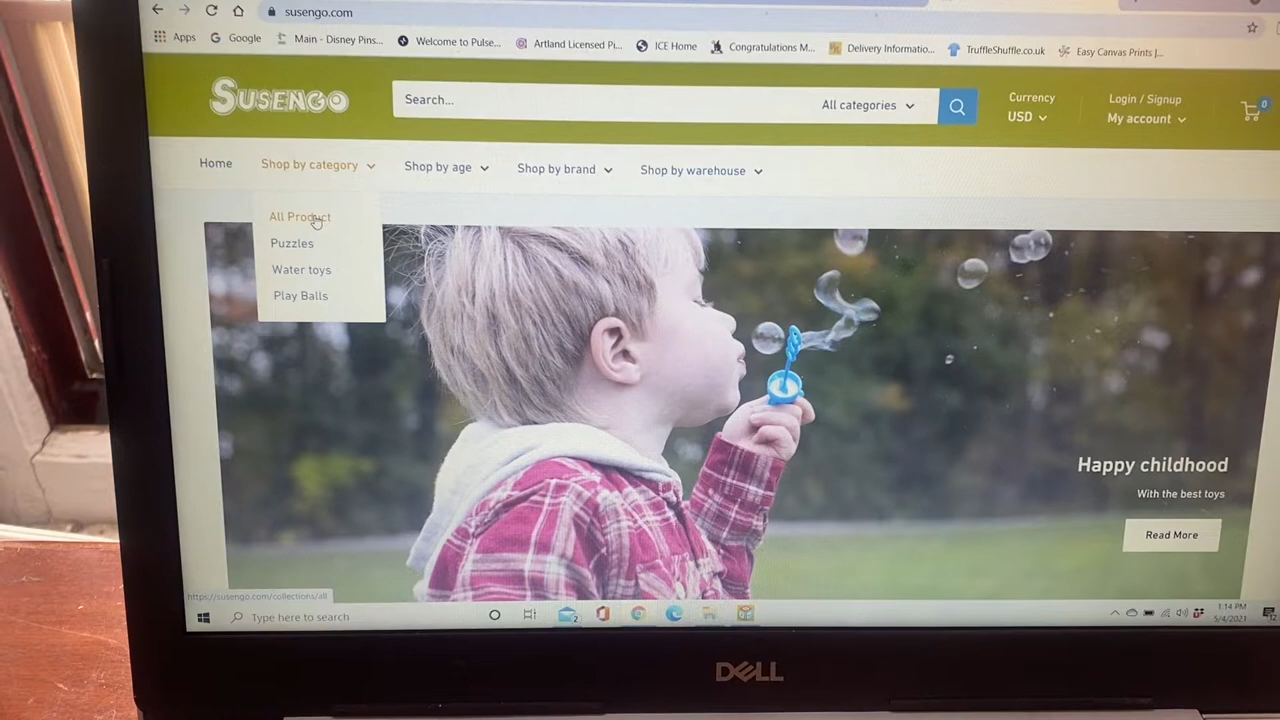 susengo.com
Apps Google Main - Disney Pins... Welcome to Pulse... Artland Licensed Pi... ICE Home Congratulations M... Delivery Informatio... TruffleShuffle.co.uk Easy Canvas Prints |...
SUSENGO
Search... All categories
Currency
USD
Login / Signup
My account
0
Home Shop by category Shop by age Shop by brand Shop by warehouse
All Product
Puzzles
Water toys
Play Balls
Happy childhood
With the best toys
Read More
https://susengo.com/collections/all
Type here to search
2
1:14 PM
5/4/2021
12
DELL